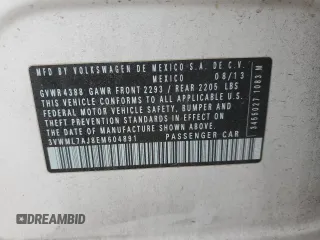 MFD BY VOLKSWAGEN DE MEXICO S.A. DE C.V.
MEXICO 08/13
GVWR 4388 GAWR FRONT 2293 / REAR 2205 LBS
THIS VEHICLE CONFORMS TO ALL APPLICABLE U.S.
FEDERAL MOTOR VEHICLE SAFETY, BUMPER AND
THEFT PREVENTION STANDARDS IN EFFECT ON THE
DATE OF MANUFACTURE SHOWN ABOVE.
3VWML7AJ8EM604891
PASSENGER CAR
DREAMBID